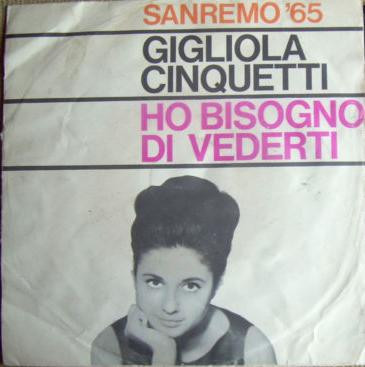 SANREMO '65
GIGLIOLA
CINQUETTI
HO BISOGNO
DI VEDERTI